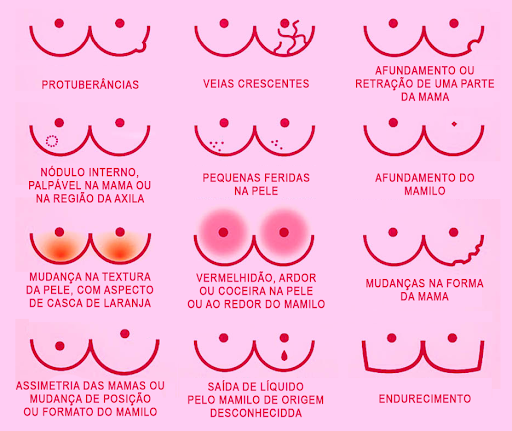 PROTUBERÂNCIAS
VEIAS CRESCENTES
AFUNDAMENTO OU
RETRAÇÃO DE UMA PARTE
DA MAMA
NÓDULO INTERNO,
PALPÁVEL NA MAMA OU
NA REGIÃO DA AXILA
PEQUENAS FERIDAS
NA PELE
AFUNDAMENTO DO
MAMILO
MUDANÇA NA TEXTURA
DA PELE, COM ASPECTO
DE CASCA DE LARANJA
VERMELHIDÃO, ARDOR
OU COCEIRA NA PELE
OU AO REDOR DO MAMILO
MUDANÇAS NA FORMA
DA MAMA
ASSIMETRIA DAS MAMAS OU
MUDANÇA DE POSIÇÃO
OU FORMATO DO MAMILO
SAÍDA DE LÍQUIDO
PELO MAMILO DE ORIGEM
DESCONHECIDDA
ENDURECIMENTO